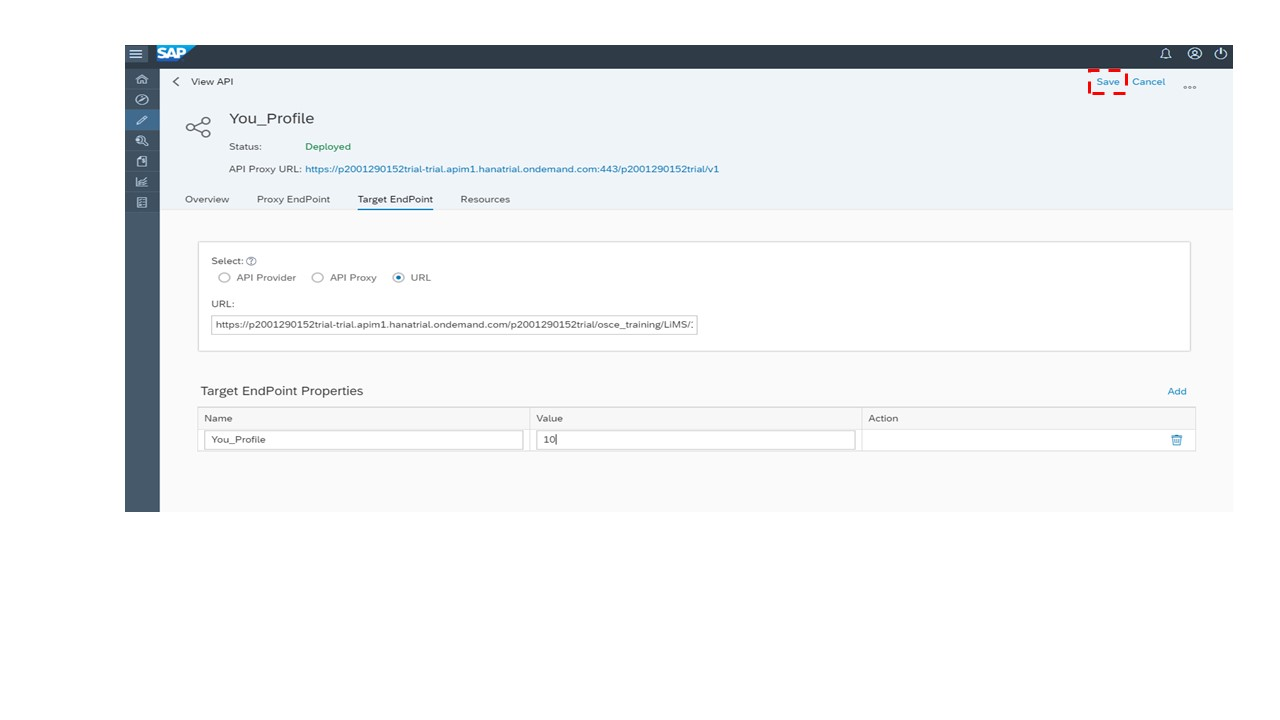 SAP
View API
Save Cancel
You_Profile
Status: Deployed
API Proxy URL: https://p2001290152trial-trial.apim1.hanatrial.ondemand.com:443/p2001290152trial/v1
Overview Proxy EndPoint Target EndPoint Resources
Select:
API Provider API Proxy URL
URL:
https://p2001290152trial-trial.apim1.hanatrial.ondemand.com/p2001290152trial/osce_training/LiMS/
Target EndPoint Properties Add
Name Value Action
You_Profile 10